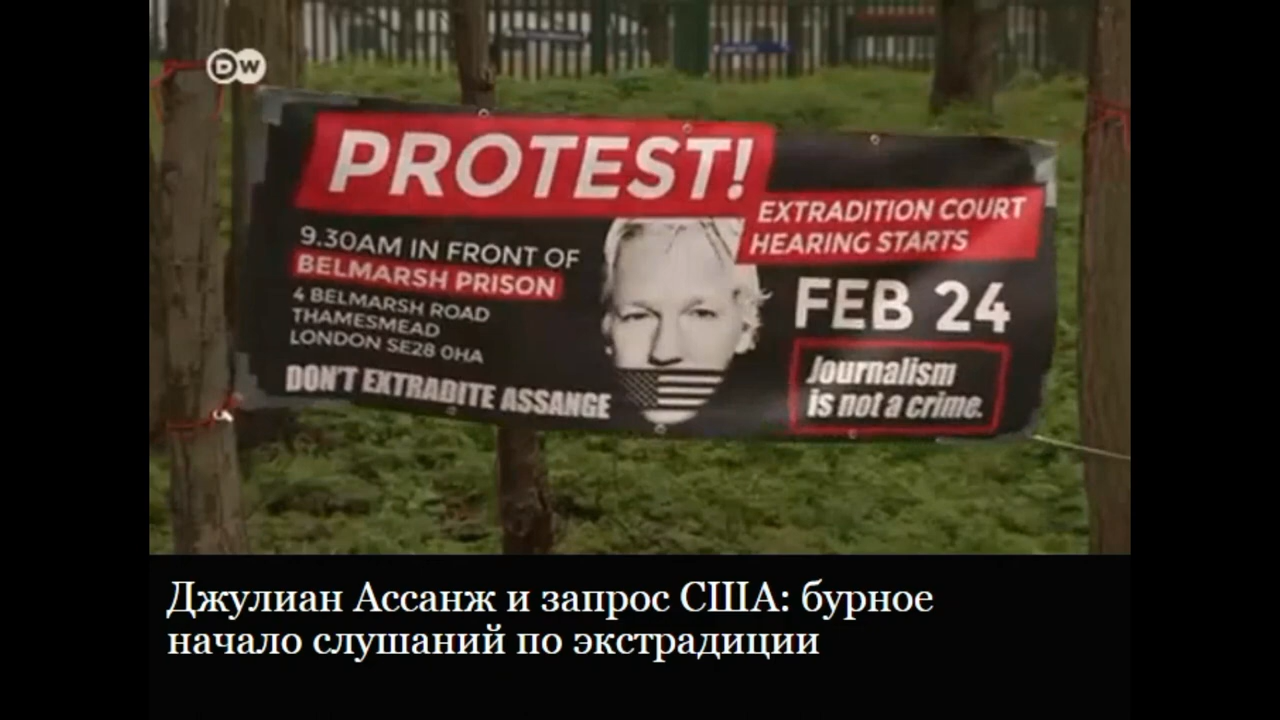 DW
PROTEST!
EXTRADITION COURT
HEARING STARTS
9.30AM IN FRONT OF
BELMARSH PRISON
4 BELMARSH ROAD
THAMESMEAD
LONDON SE28 0HA
FEB 24
DON'T EXTRADITE ASSANGE
Journalism
is not a crime.
Джулиан Ассанж и запрос США: бурное
начало слушаний по экстрадиции